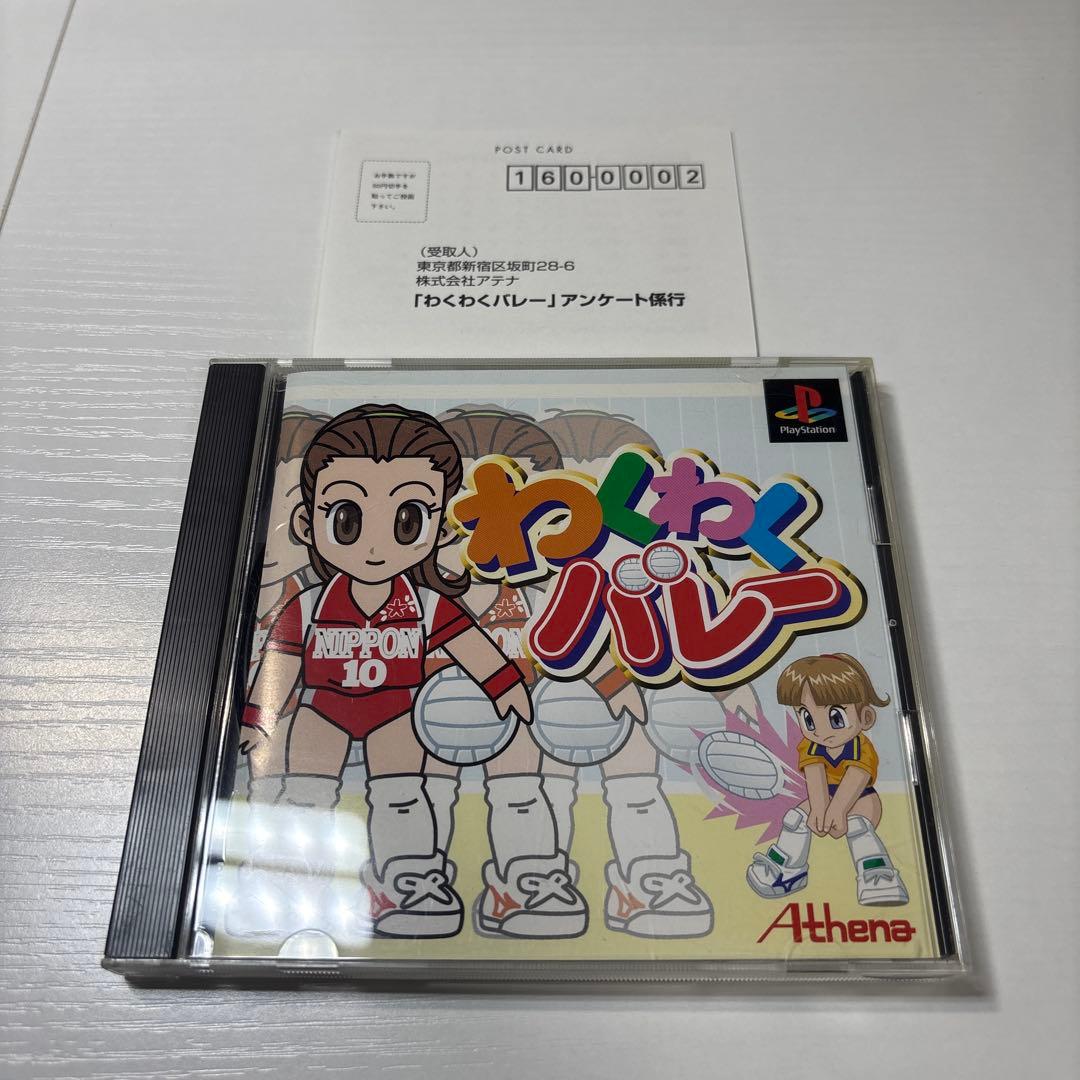 POST CARD
お手数ですが
50円切手を
貼ってご投函
下さい。
160-0002
(受取人)
東京都新宿区坂町28-6
株式会社アテナ
「わくわくバレー」アンケート係行
PlayStation
わくわく
バレー
NIPPON
10
Athena